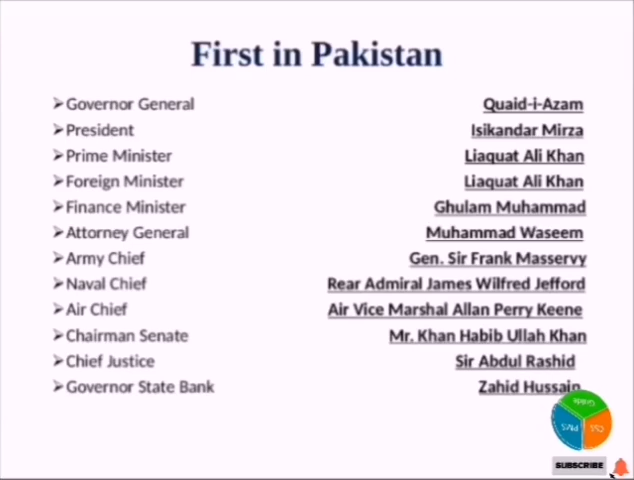 First in Pakistan
➢Governor General Quaid-i-Azam
➢President Isikandar Mirza
➢Prime Minister Liaquat Ali Khan
➢Foreign Minister Liaquat Ali Khan
➢Finance Minister Ghulam Muhammad
➢Attorney General Muhammad Waseem
➢Army Chief Gen. Sir Frank Masservy
➢Naval Chief Rear Admiral James Wilfred Jefford
➢Air Chief Air Vice Marshal Allan Perry Keene
➢Chairman Senate Mr. Khan Habib Ullah Khan
➢Chief Justice Sir Abdul Rashid
➢Governor State Bank Zahid Hussain
CSS
SUBSCRIBE